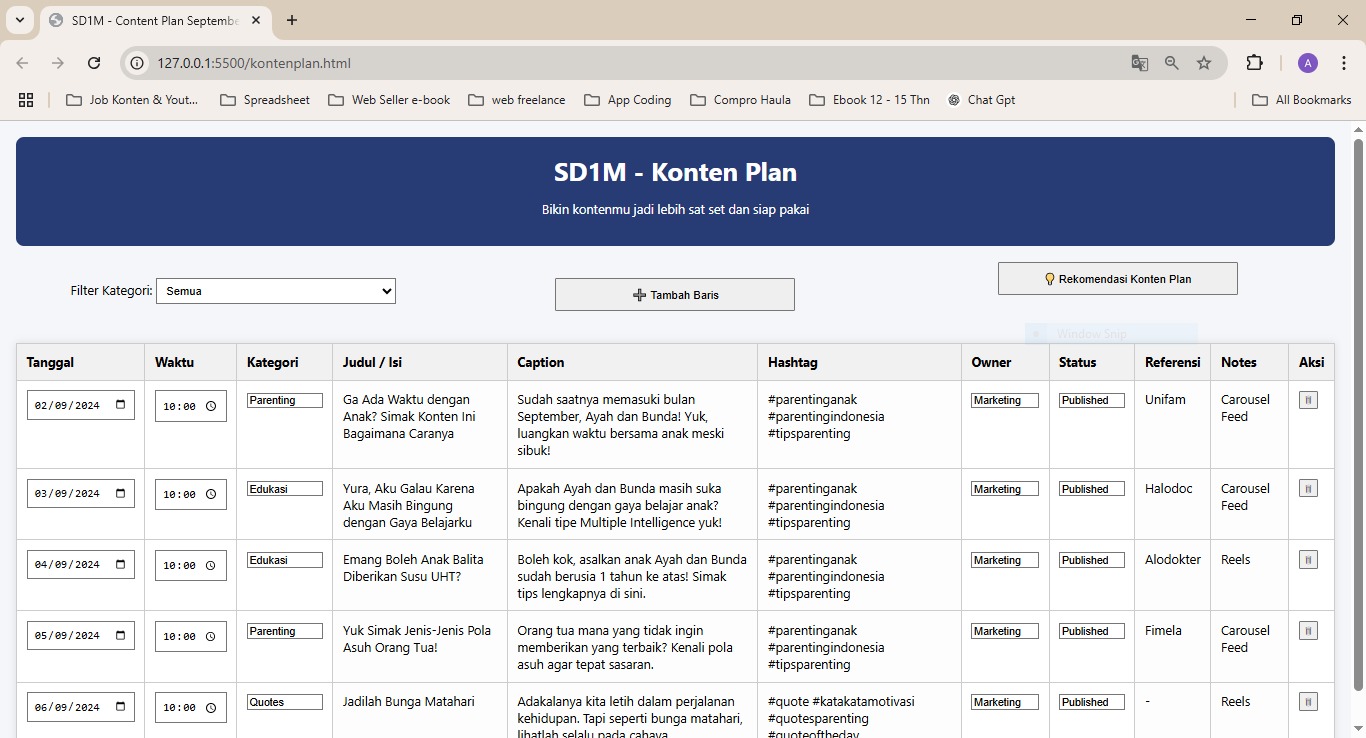 SD1M - Content Plan Septembe
127.0.0.1:5500/kontenplan.html
A
Job Konten & Yout...
Spreadsheet
Web Seller e-book
web freelance
App Coding
Compro Haula
Ebook 12 - 15 Thn
Chat Gpt
All Bookmarks
SD1M - Konten Plan
Bikin kontenmu jadi lebih sat set dan siap pakai
Filter Kategori: Semua
Tambah Baris
Rekomendasi Konten Plan
Window Snip
Tanggal Waktu Kategori Judul / Isi Caption Hashtag Owner Status Referensi Notes Aksi
02/09/2024
10:00
Parenting
Ga Ada Waktu dengan
Anak? Simak Konten Ini
Bagaimana Caranya
Sudah saatnya memasuki bulan
September, Ayah dan Bunda! Yuk,
luangkan waktu bersama anak meski
sibuk!
#parentinganak
#parentingindonesia
#tipsparenting
Marketing
Published
Unifam
Carousel
Feed
03/09/2024
10:00
Edukasi
Yura, Aku Galau Karena
Aku Masih Bingung
dengan Gaya Belajarku
Apakah Ayah dan Bunda masih suka
bingung dengan gaya belajar anak?
Kenali tipe Multiple Intelligence yuk!
#parentinganak
#parentingindonesia
#tipsparenting
Marketing
Published
Halodoc
Carousel
Feed
04/09/2024
10:00
Edukasi
Emang Boleh Anak Balita
Diberikan Susu UHT?
Boleh kok, asalkan anak Ayah dan Bunda
sudah berusia 1 tahun ke atas! Simak
tips lengkapnya di sini.
#parentinganak
#parentingindonesia
#tipsparenting
Marketing
Published
Alodokter
Reels
05/09/2024
10:00
Parenting
Yuk Simak Jenis-Jenis Pola
Asuh Orang Tua!
Orang tua mana yang tidak ingin
memberikan yang terbaik? Kenali pola
asuh agar tepat sasaran.
#parentinganak
#parentingindonesia
#tipsparenting
Marketing
Published
Fimela
Carousel
Feed
06/09/2024
10:00
Quotes
Jadilah Bunga Matahari
Adakalanya kita letih dalam perjalanan
kehidupan. Tapi seperti bunga matahari,
lihatlah selalu pada cahaya
#quote #katakatamotivasi
#quotesparenting
#quoteoftheday
Marketing
Published
-
Reels